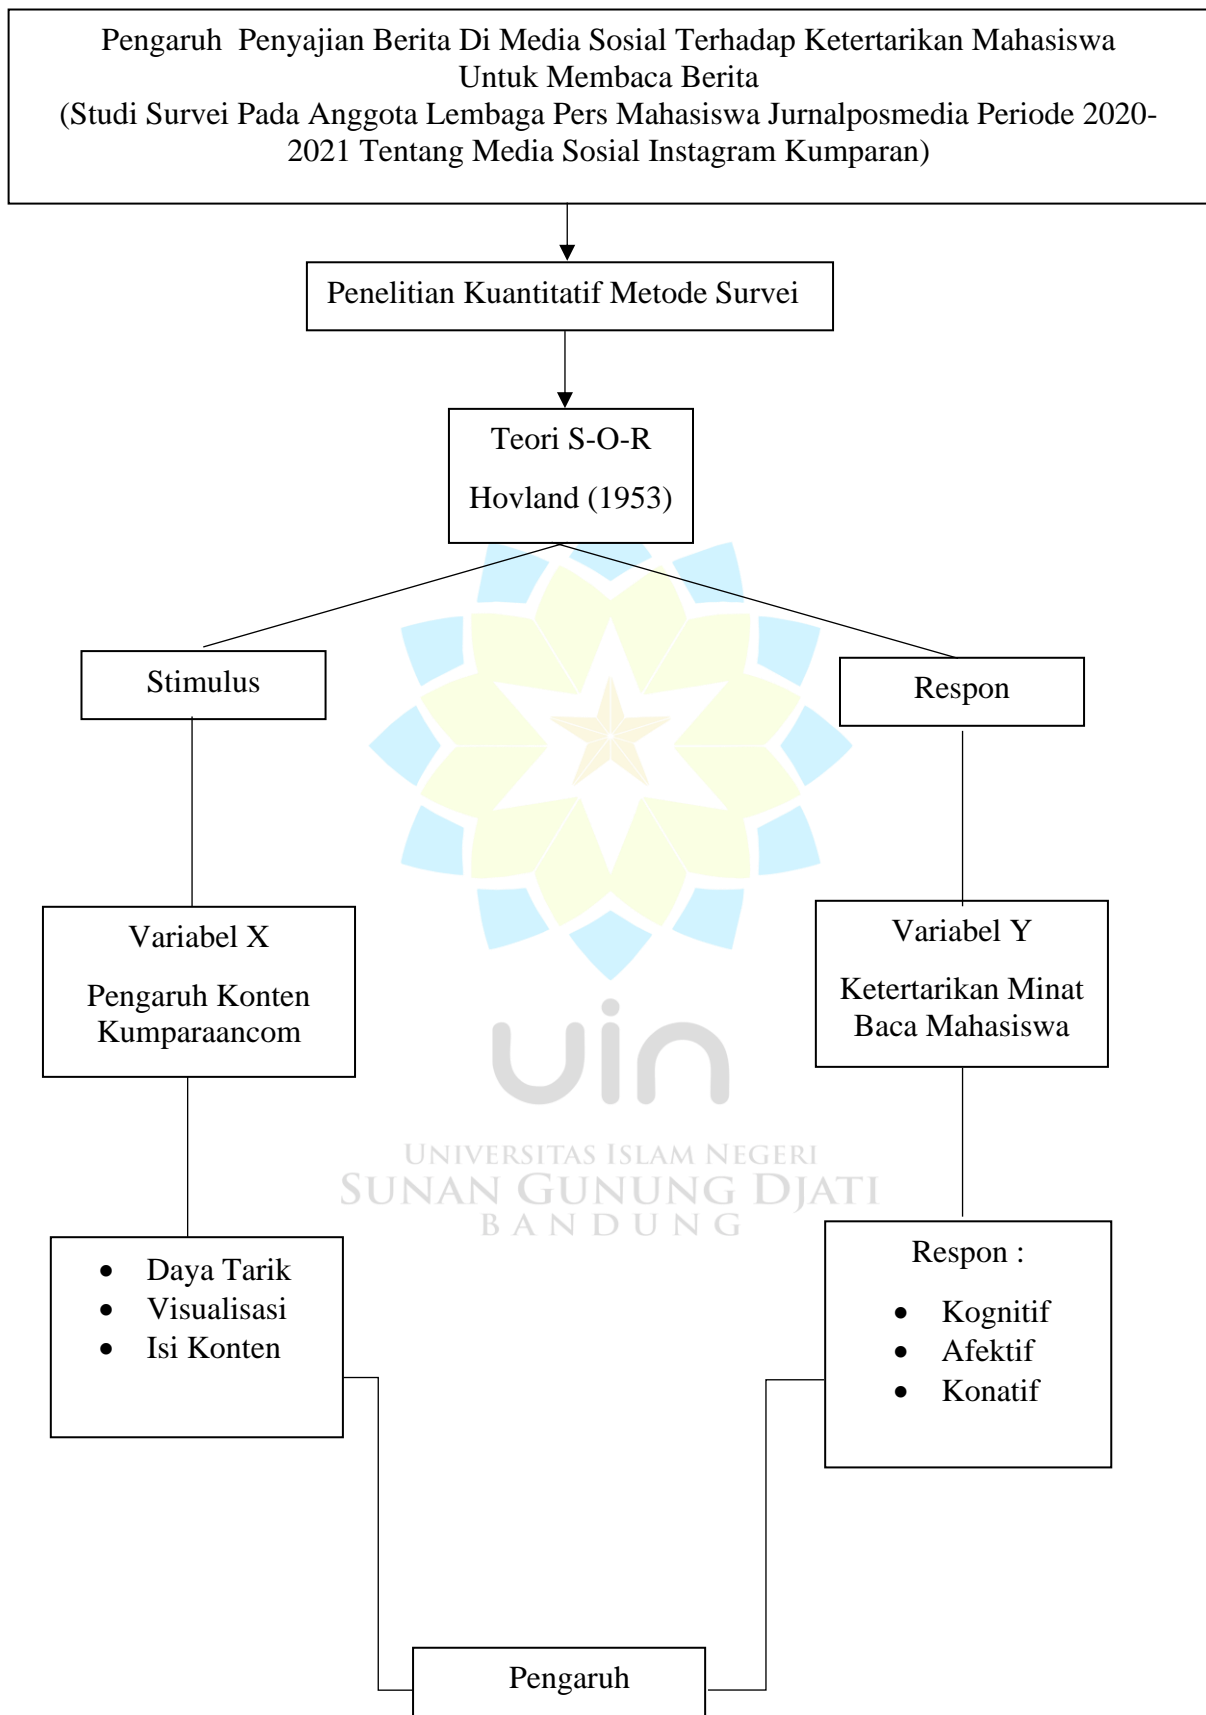 Pengaruh Penyajian Berita Di Media Sosial Terhadap Ketertarikan Mahasiswa
Untuk Membaca Berita
(Studi Survei Pada Anggota Lembaga Pers Mahasiswa Jurnalposmedia Periode 2020-
2021 Tentang Media Sosial Instagram Kumparan)
Penelitian Kuantitatif Metode Survei
Teori S-O-R
Hovland (1953)
Stimulus
Respon
Variabel X
Pengaruh Konten
Kumparaancom
Variabel Y
Ketertarikan Minat
Baca Mahasiswa
uin
UNIVERSITAS ISLAM NEGERI
SUNAN GUNUNG DJATI
BANDUNG
• Daya Tarik
• Visualisasi
• Isi Konten
Respon :
• Kognitif
• Afektif
• Konatif
Pengaruh